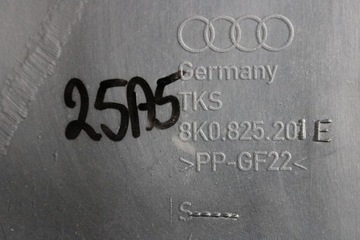 Germany
25A5 TKS
8K0.825.201 E
>PP-GF22<
S